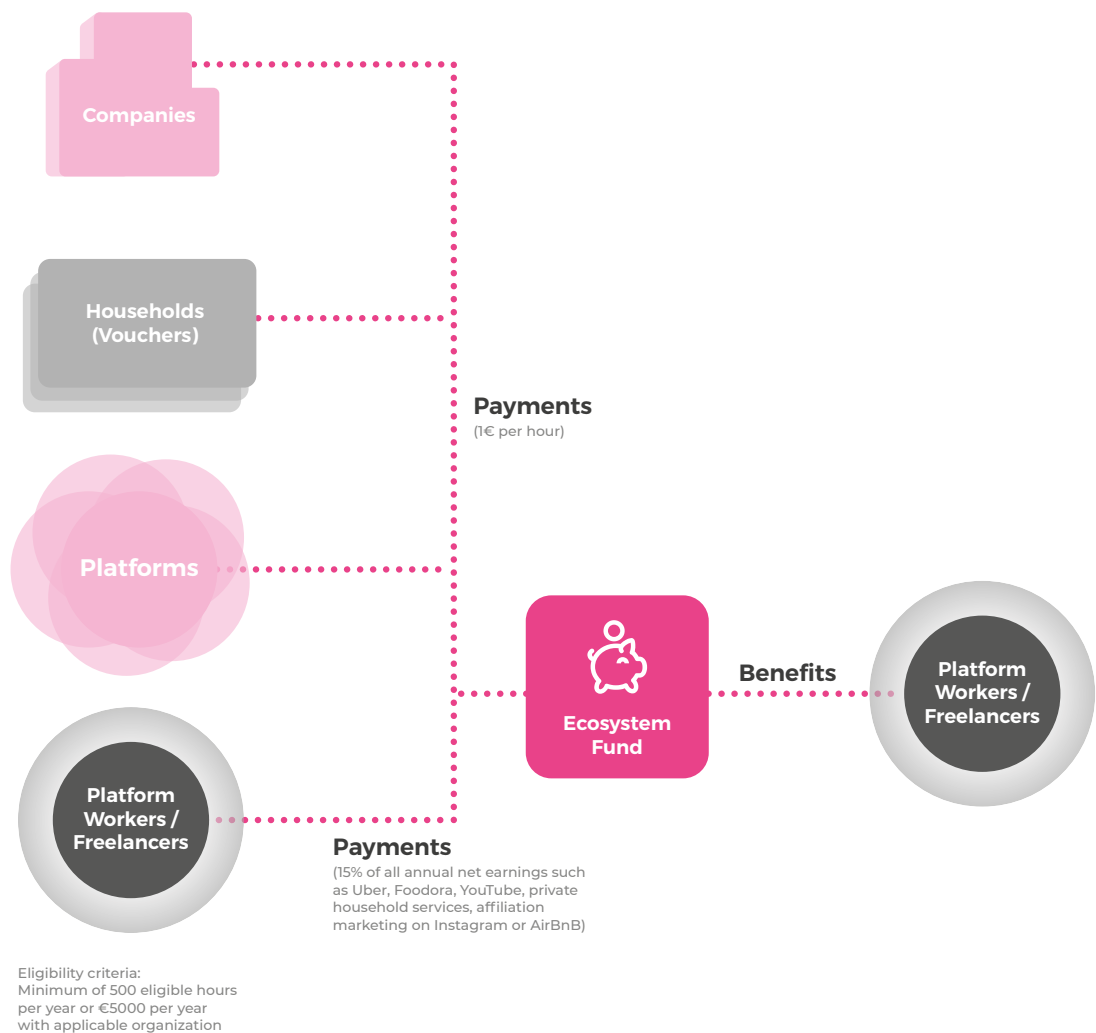 Companies
Households
(Vouchers)
Payments
(1€ per hour)
Platforms
Ecosystem
Fund
Benefits
Platform
Workers /
Freelancers
Platform
Workers /
Freelancers
Payments
(15% of all annual net earnings such
as Uber, Foodora, YouTube, private
household services, affiliation
marketing on Instagram or AirBnB)
Eligibility criteria:
Minimum of 500 eligible hours
per year or €5000 per year
with applicable organization